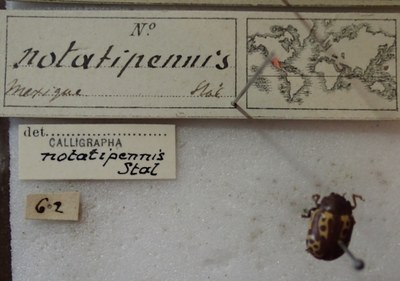 Nº
notatipennis
Mexique Stål
det.
CALLIGRAPHA
notatipennis
Stål
62